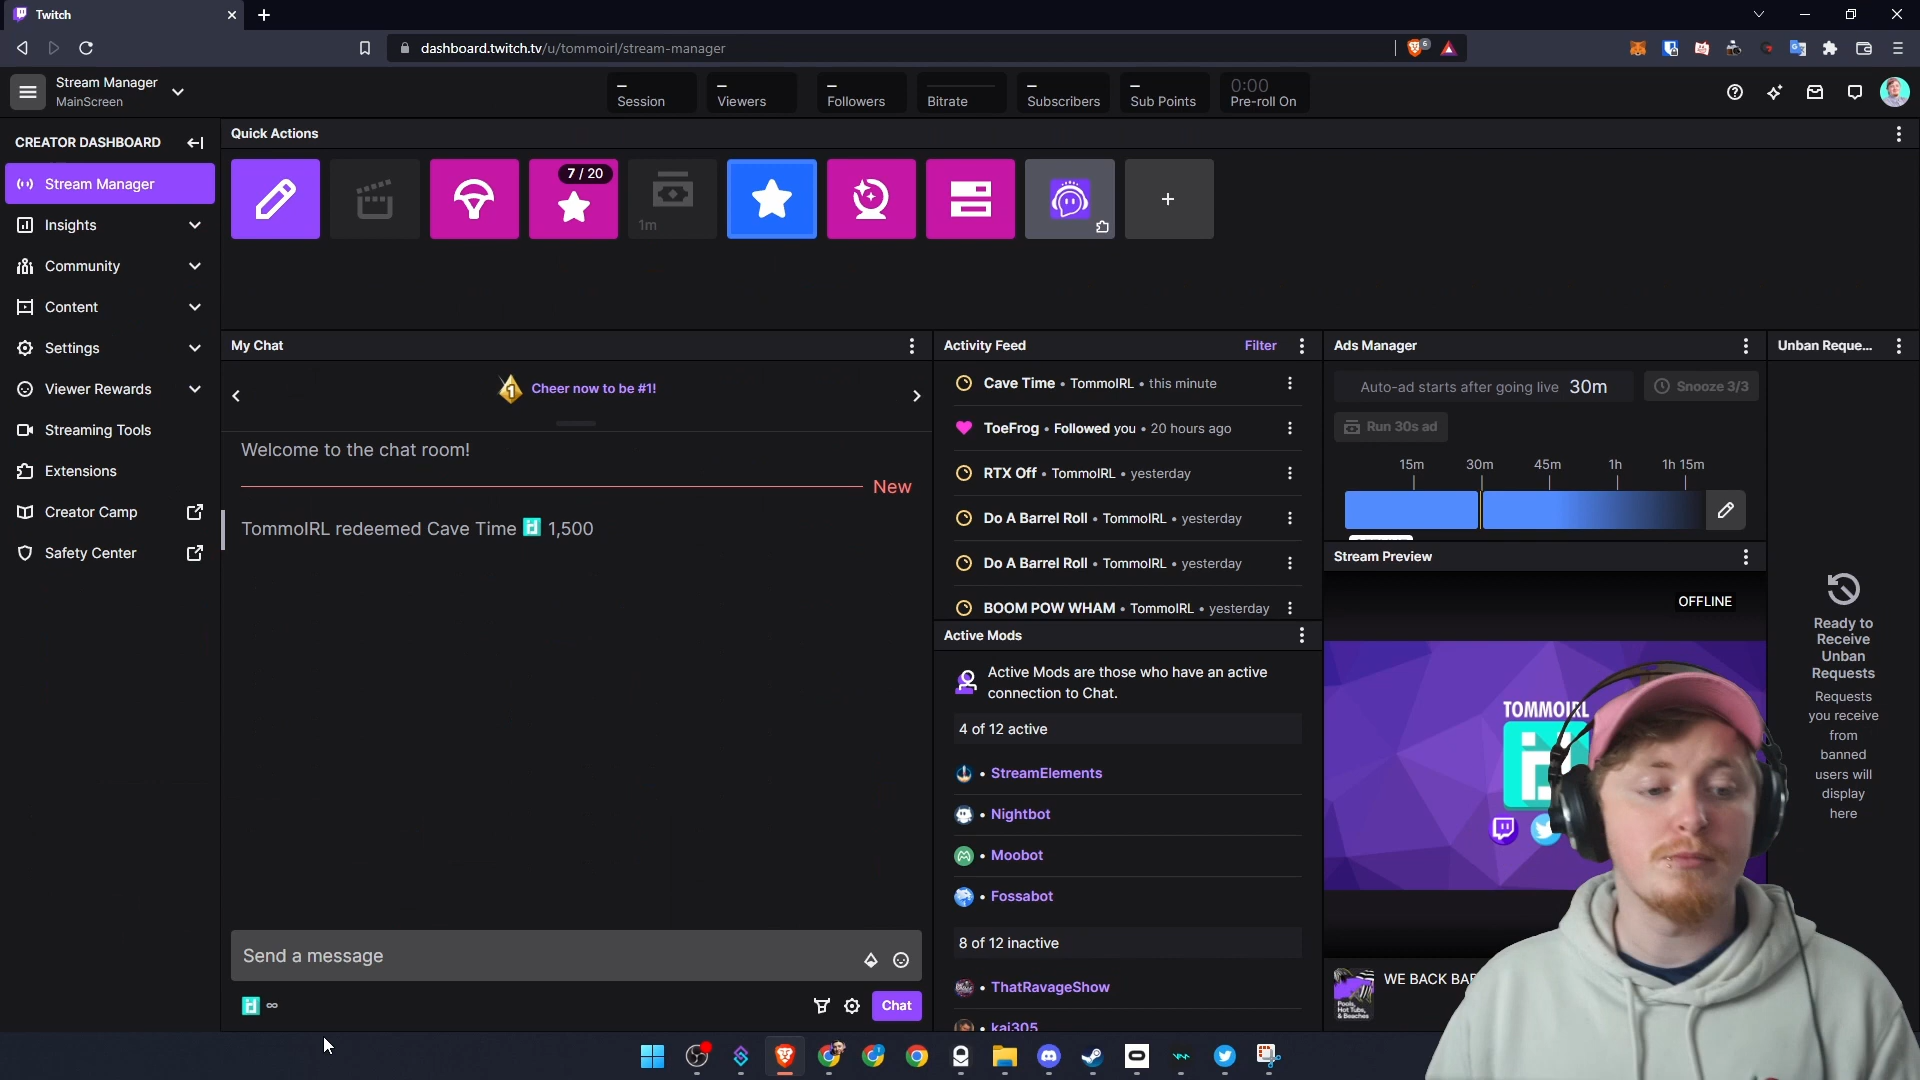 Twitch
dashboard.twitch.tv/u/tommoirl/stream-manager
6
Stream Manager
MainScreen
–
Session
–
Viewers
–
Followers
Bitrate
–
Subscribers
–
Sub Points
0:00
Pre-roll On
CREATOR DASHBOARD
Stream Manager
Insights
Community
Content
Settings
Viewer Rewards
Streaming Tools
Extensions
Creator Camp
Safety Center
Quick Actions
7 / 20
1m
+
My Chat
1
Cheer now to be #1!
Welcome to the chat room!
New
TommoIRL redeemed Cave Time 1,500
Send a message
∞
Chat
Activity Feed
Filter
Cave Time • TommoIRL • this minute
ToeFrog • Followed you • 20 hours ago
RTX Off • TommoIRL • yesterday
Do A Barrel Roll • TommoIRL • yesterday
Do A Barrel Roll • TommoIRL • yesterday
BOOM POW WHAM • TommoIRL • yesterday
Active Mods
Active Mods are those who have an active
connection to Chat.
4 of 12 active
• StreamElements
• Nightbot
• Moobot
• Fossabot
8 of 12 inactive
• ThatRavageShow
• kai305
Ads Manager
Auto-ad starts after going live 30m
Snooze 3/3
Run 30s ad
15m 30m 45m 1h 1h 15m
Stream Preview
OFFLINE
TOMMOIRL
Pools,
Hot Tubs,
& Beaches
WE BACK
Unban Reque...
Ready to
Receive
Unban
Requests
Requests
you receive
from
banned
users will
display
here